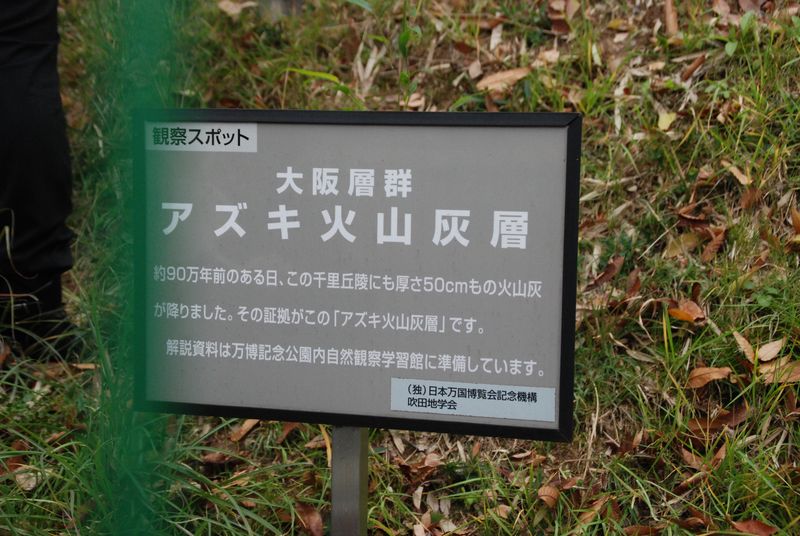 観察スポット
大阪層群
アズキ火山灰層
約90万年前のある日、この千里丘陵にも厚さ50cmもの火山灰
が降りました。その証拠がこの「アズキ火山灰層」です。
解説資料は万博記念公園内自然観察学習館に準備しています。
(独)日本万国博覧会記念機構
吹田地学会